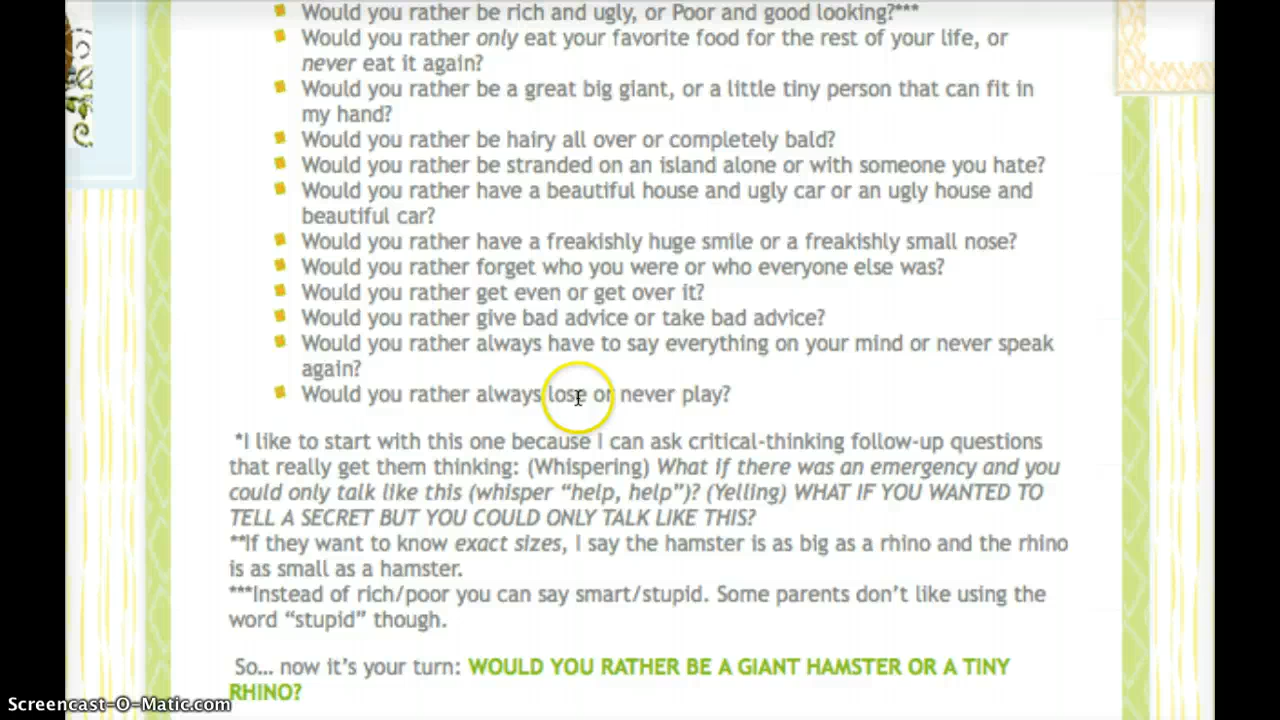 Would you rather be rich and ugly, or Poor and good looking?***
Would you rather only eat your favorite food for the rest of your life, or
never eat it again?
Would you rather be a great big giant, or a little tiny person that can fit in
my hand?
Would you rather be hairy all over or completely bald?
Would you rather be stranded on an island alone or with someone you hate?
Would you rather have a beautiful house and ugly car or an ugly house and
beautiful car?
Would you rather have a freakishly huge smile or a freakishly small nose?
Would you rather forget who you were or who everyone else was?
Would you rather get even or get over it?
Would you rather give bad advice or take bad advice?
Would you rather always have to say everything on your mind or never speak
again?
Would you rather always lose or never play?
*I like to start with this one because I can ask critical-thinking follow-up questions
that really get them thinking: (Whispering) What if there was an emergency and you
could only talk like this (whisper “help, help”)? (Yelling) WHAT IF YOU WANTED TO
TELL A SECRET BUT YOU COULD ONLY TALK LIKE THIS?
**If they want to know exact sizes, I say the hamster is as big as a rhino and the rhino
is as small as a hamster.
***Instead of rich/poor you can say smart/stupid. Some parents don’t like using the
word “stupid” though.
So… now it’s your turn: WOULD YOU RATHER BE A GIANT HAMSTER OR A TINY
RHINO?
Screencast-O-Matic.com